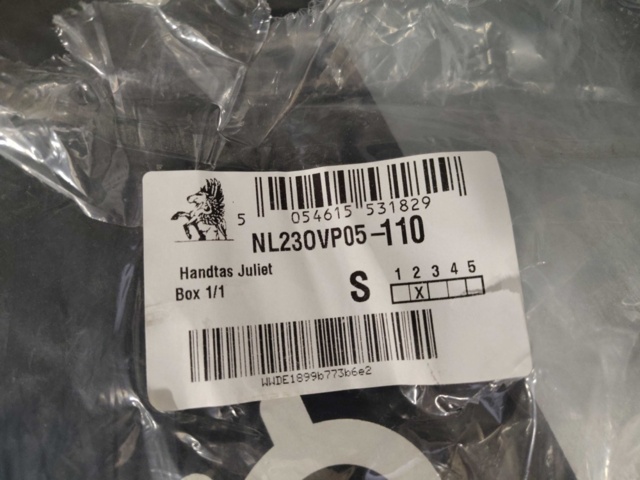 5 054615 531829
NL230VP05-110
Handtas Juliet
Box 1/1
S
1 2 3 4 5
X
WWDE1899b773b6e2